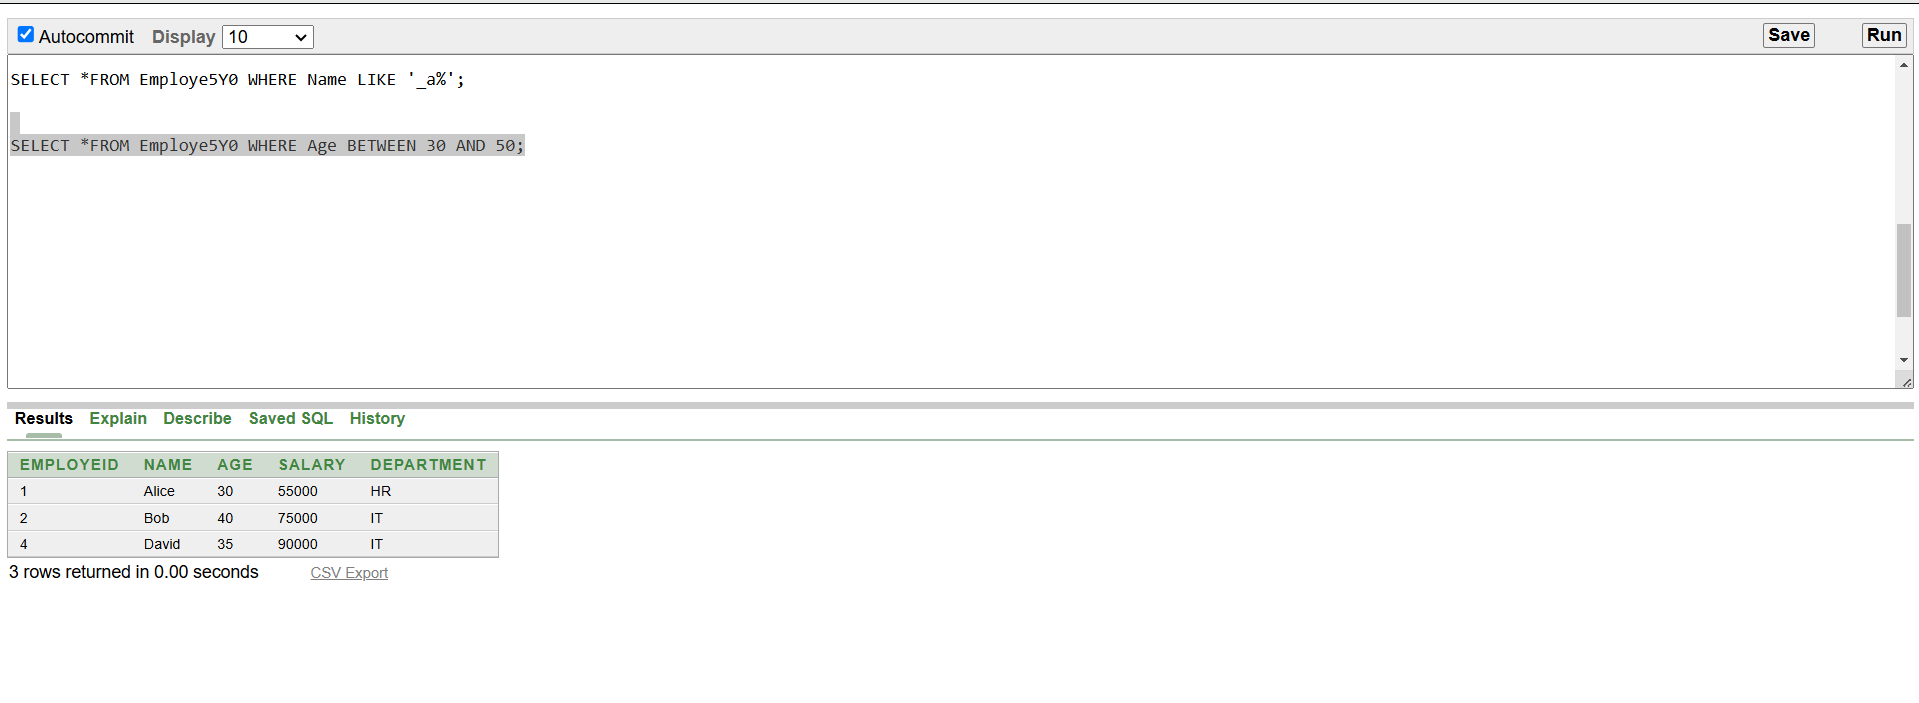 Autocommit Display 10 Save Run
SELECT *FROM Employe5Y0 WHERE Name LIKE '_a%';
SELECT *FROM Employe5Y0 WHERE Age BETWEEN 30 AND 50;
Results Explain Describe Saved SQL History
EMPLOYEID NAME AGE SALARY DEPARTMENT
1 Alice 30 55000 HR
2 Bob 40 75000 IT
4 David 35 90000 IT
3 rows returned in 0.00 seconds CSV Export